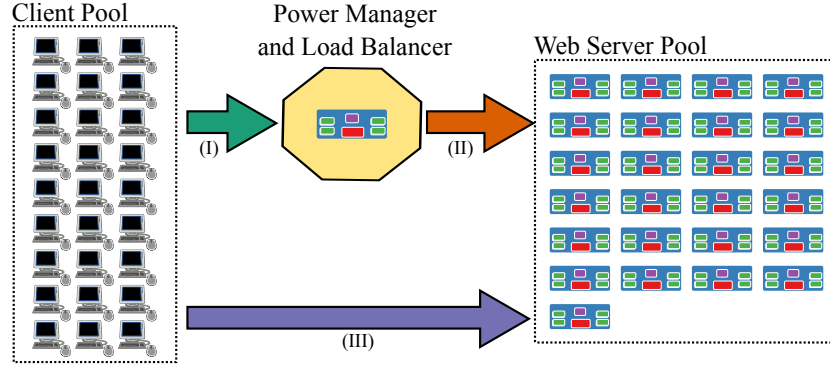 Client Pool
Power Manager
and Load Balancer
Web Server Pool
(I)
(II)
(III)